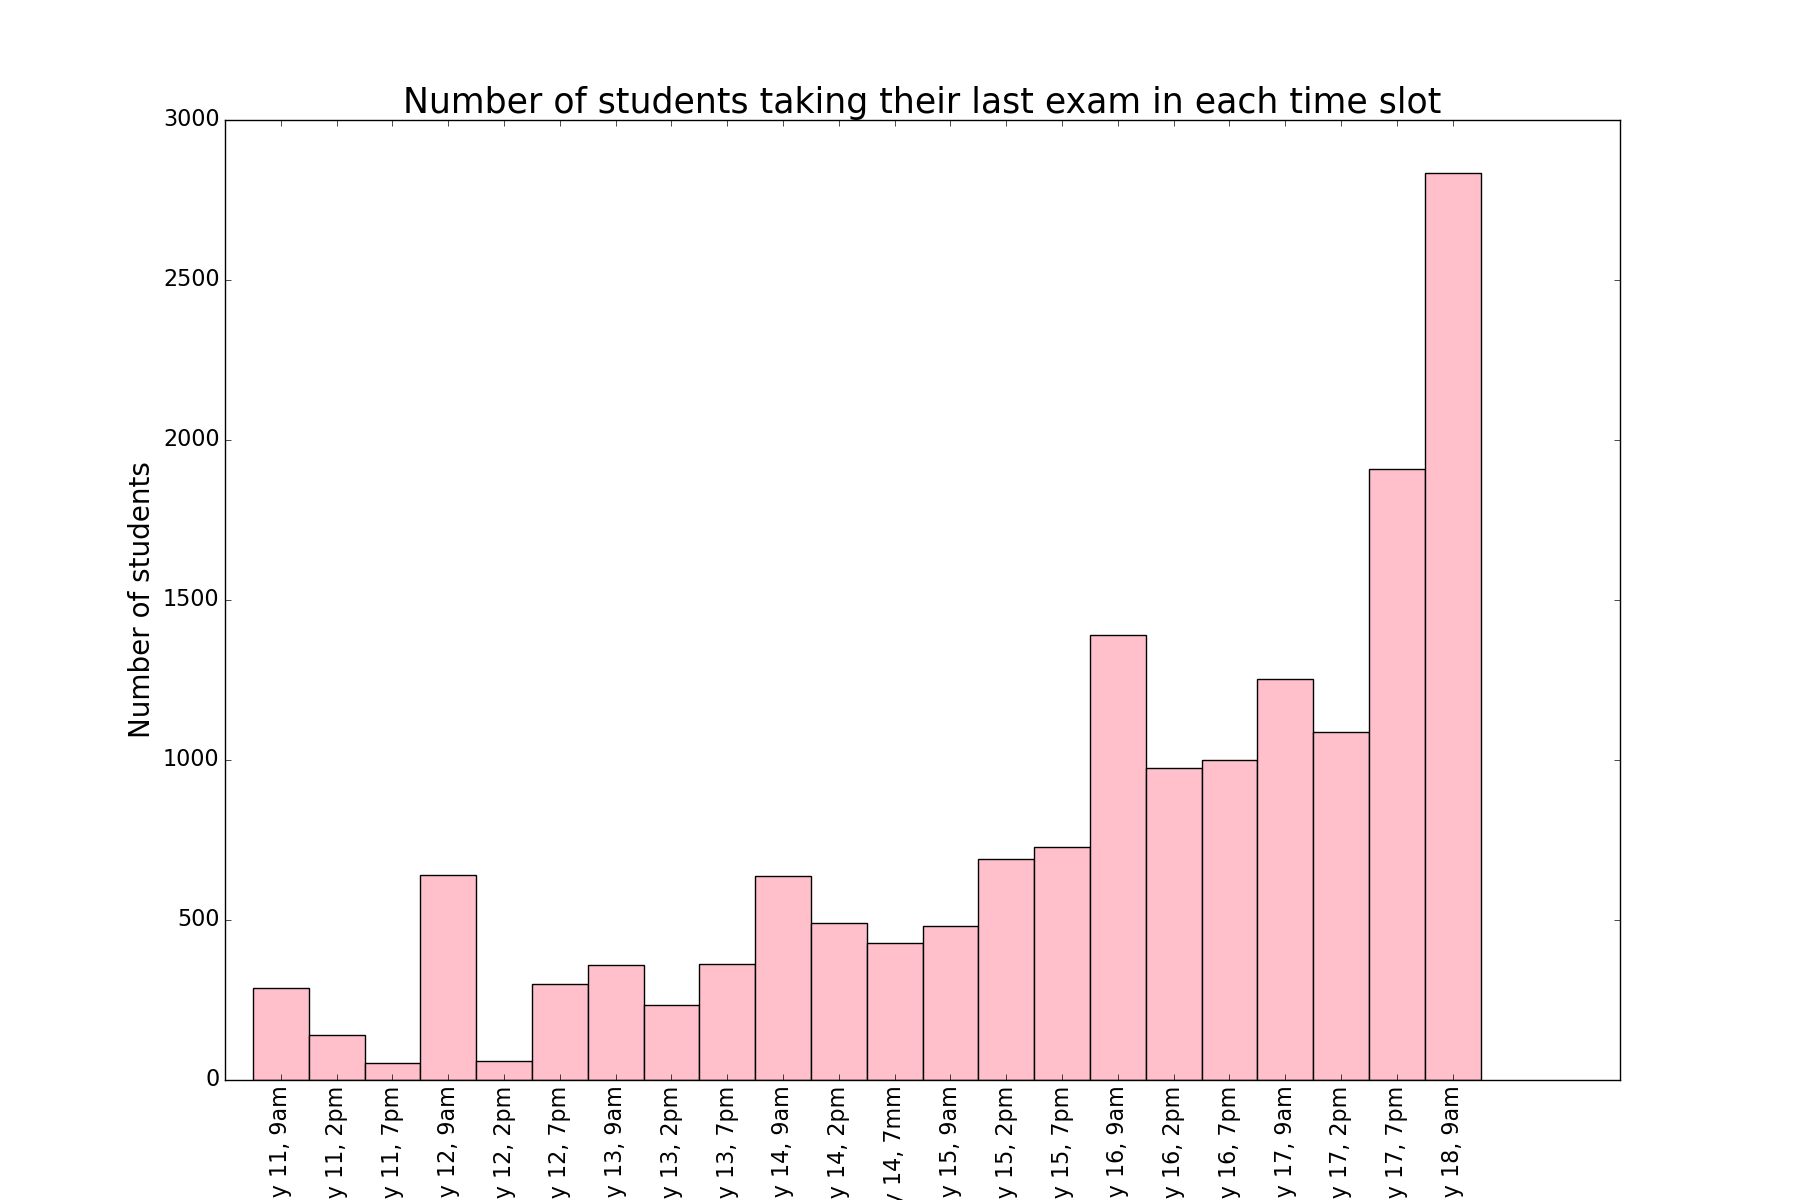 Number of students taking their last exam in each time slot
Number of students
3000
2500
2000
1500
1000
500
0
y 11, 9am
y 11, 2pm
y 11, 7pm
y 12, 9am
y 12, 2pm
y 12, 7pm
y 13, 9am
y 13, 2pm
y 13, 7pm
y 14, 9am
y 14, 2pm
y 14, 7mm
y 15, 9am
y 15, 2pm
y 15, 7pm
y 16, 9am
y 16, 2pm
y 16, 7pm
y 17, 9am
y 17, 2pm
y 17, 7pm
y 18, 9am